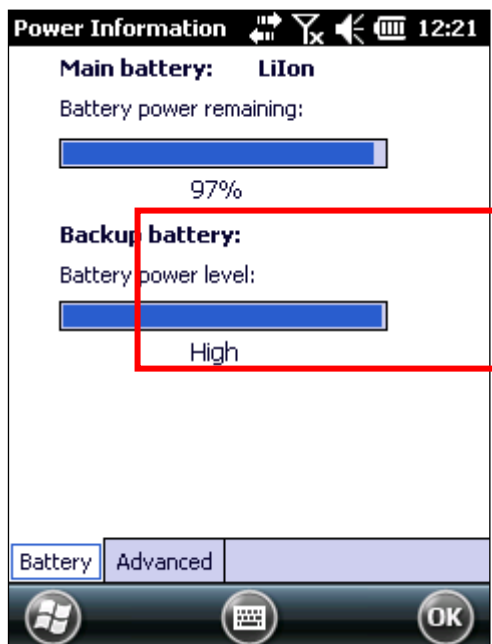 Power Information 12:21
Main battery: LiIon
Battery power remaining:
97%
Backup battery:
Battery power level:
High
Battery Advanced
OK